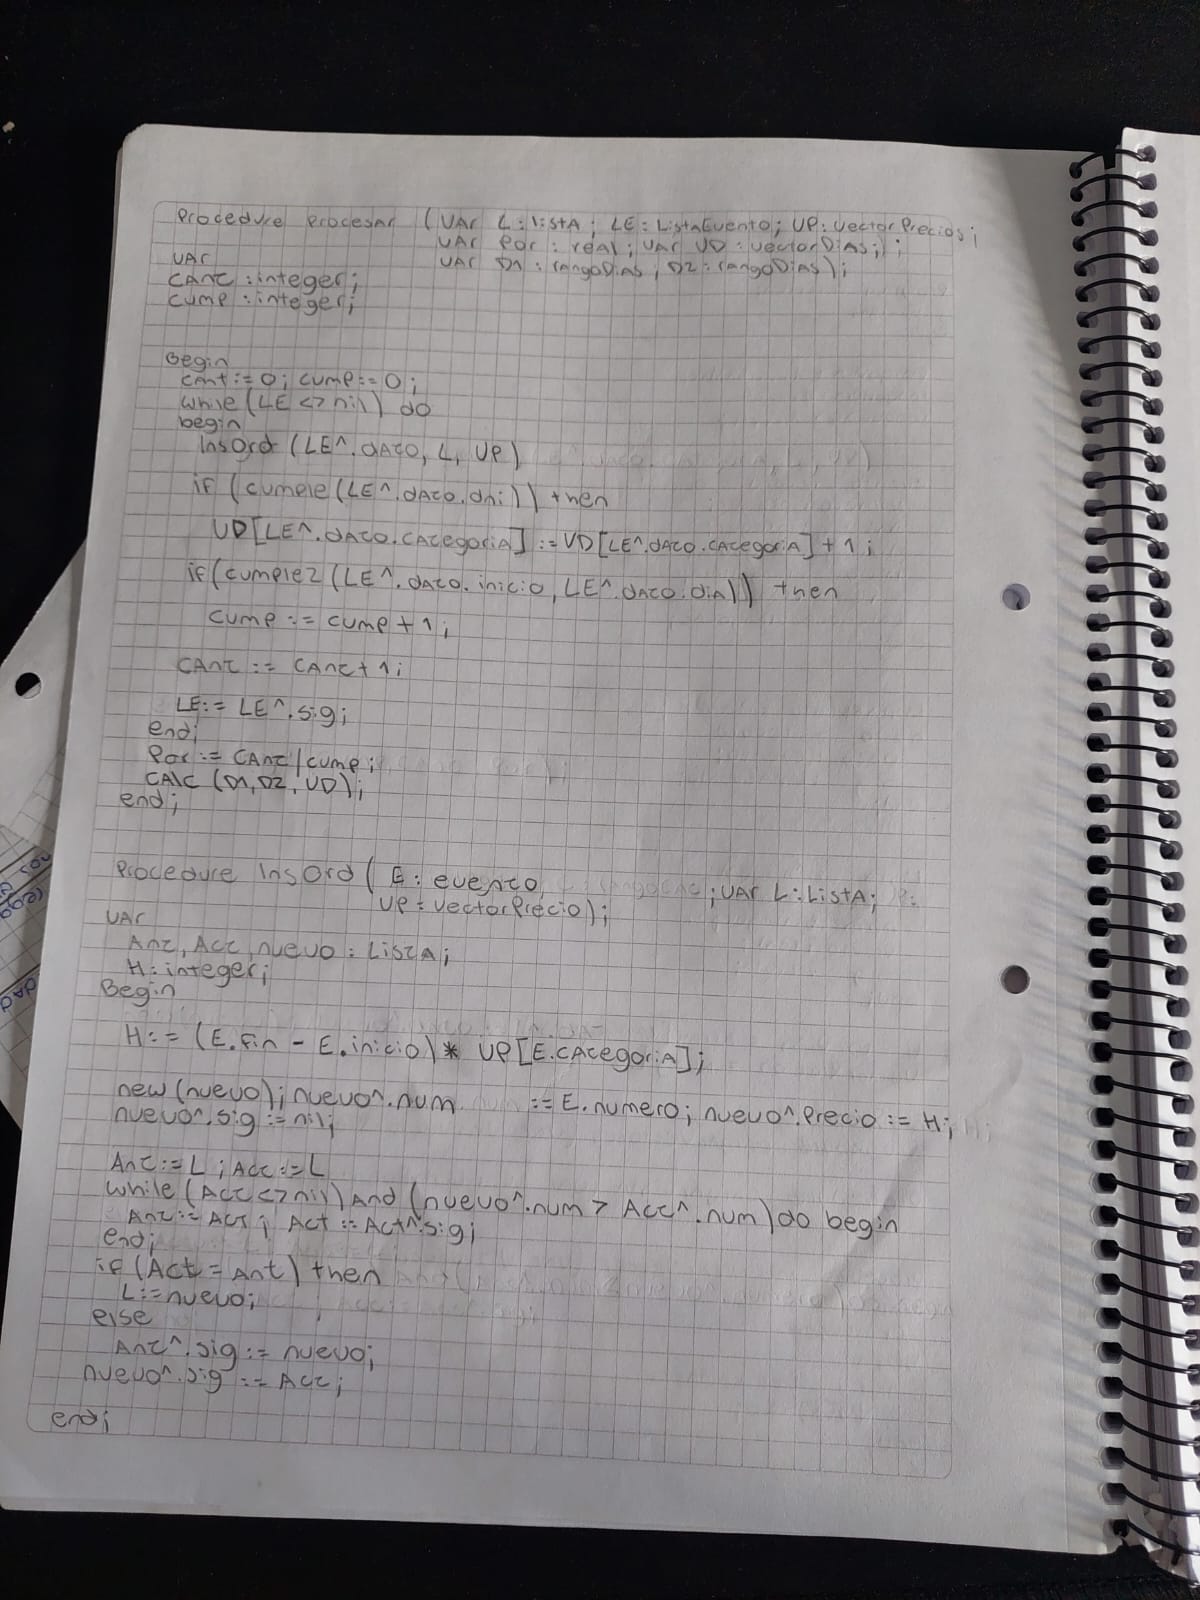 Procedure procesar (VAR L: listA; LE: ListaEvento; VP: vectorPrecios;
VAR Por: real; VAR VD: vectorDias;);
VAR D1: rangoDias; D2: rangoDias);
VAR
CANT: integer;
cump: integer;
Begin
cant:=0; cump:=0;
while (LE <> nil) do
begin
InsOrd (LE^.dATO, L, VP)
if (cumple (LE^.dATO.dni)) then
VD[LE^.dATO.CAtegoriA] := VD[LE^.dATO.CAtegoriA] + 1;
if (cumple2 (LE^.dATO.inicio, LE^.dATO.dia)) then
cump := cump + 1;
CANT := CANT + 1;
LE := LE^.sig;
end;
Por := CANT/cump;
CALC (D1, D2, VD);
end;
Procedure InsOrd ( E: evento ; VAR L: ListA;
VP: vectorPrecio);
VAR
Ant, Act, nuevo: ListA;
H: integer;
Begin
H := (E.fin - E.inicio) * VP[E.CAtegoriA];
new (nuevo); nuevo^.num := E.numero; nuevo^.Precio := H;
nuevo^.sig := nil;
Ant := L; Act := L
while (Act <> nil) And (nuevo^.num > Act^.num) do begin
Ant := Act; Act := Act^.sig;
end;
if (Act = Ant) then
L := nuevo;
else
Ant^.sig := nuevo;
nuevo^.sig := Act;
end;